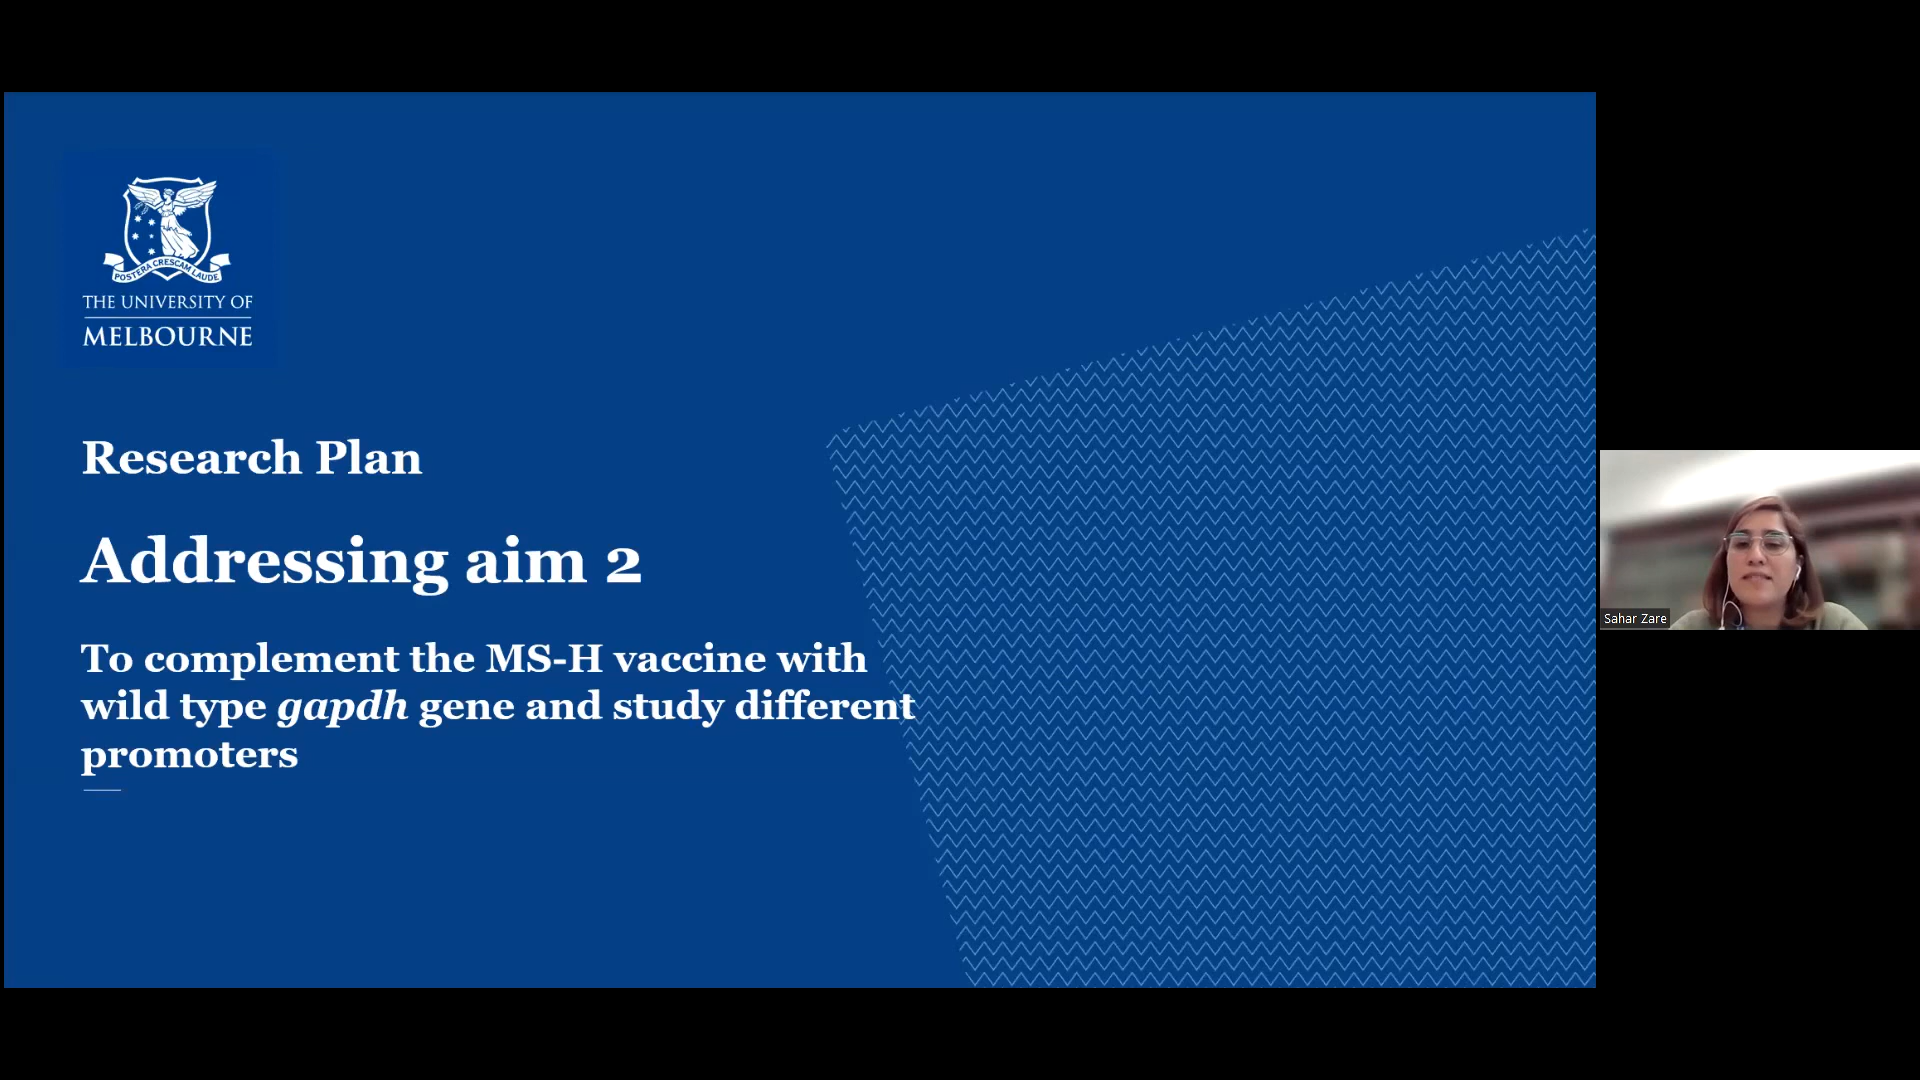 POSTERA CRESCAM LAUDE
THE UNIVERSITY OF
MELBOURNE
Research Plan
Addressing aim 2
To complement the MS-H vaccine with
wild type gapdh gene and study different
promoters
Sahar Zare